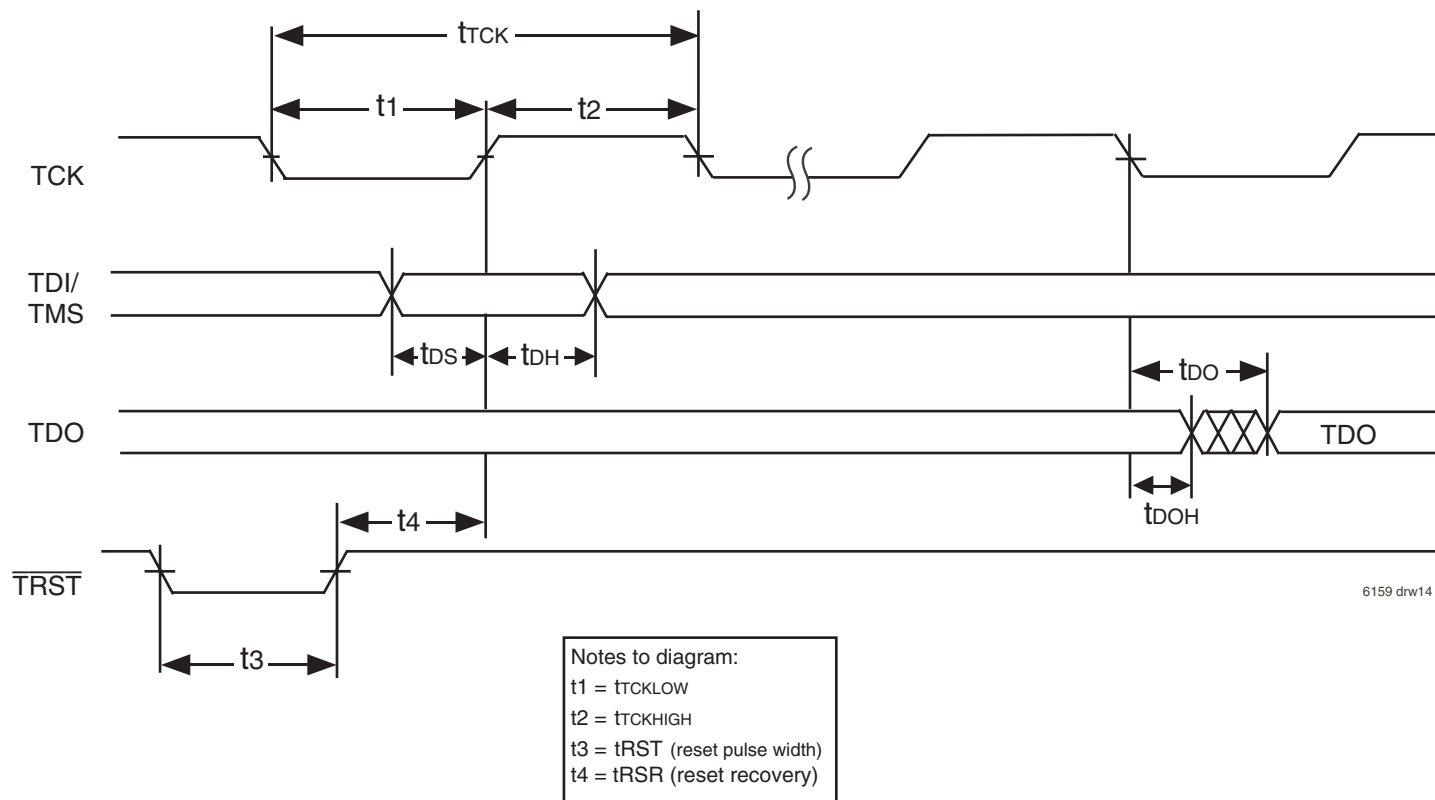 tTCK
t1
t2
TCK
TDI/
TMS
tDS
tDH
tDO
TDO
TDO
tDOH
t4
TRST
6159 drw14
t3
Notes to diagram:
t1 = tTCKLOW
t2 = tTCKHIGH
t3 = tRST (reset pulse width)
t4 = tRSR (reset recovery)